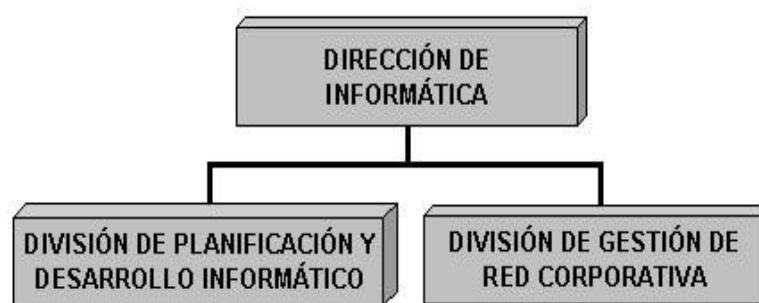 DIRECCIÓN DE
INFORMÁTICA
DIVISIÓN DE PLANIFICACIÓN Y
DESARROLLO INFORMÁTICO
DIVISIÓN DE GESTIÓN DE
RED CORPORATIVA